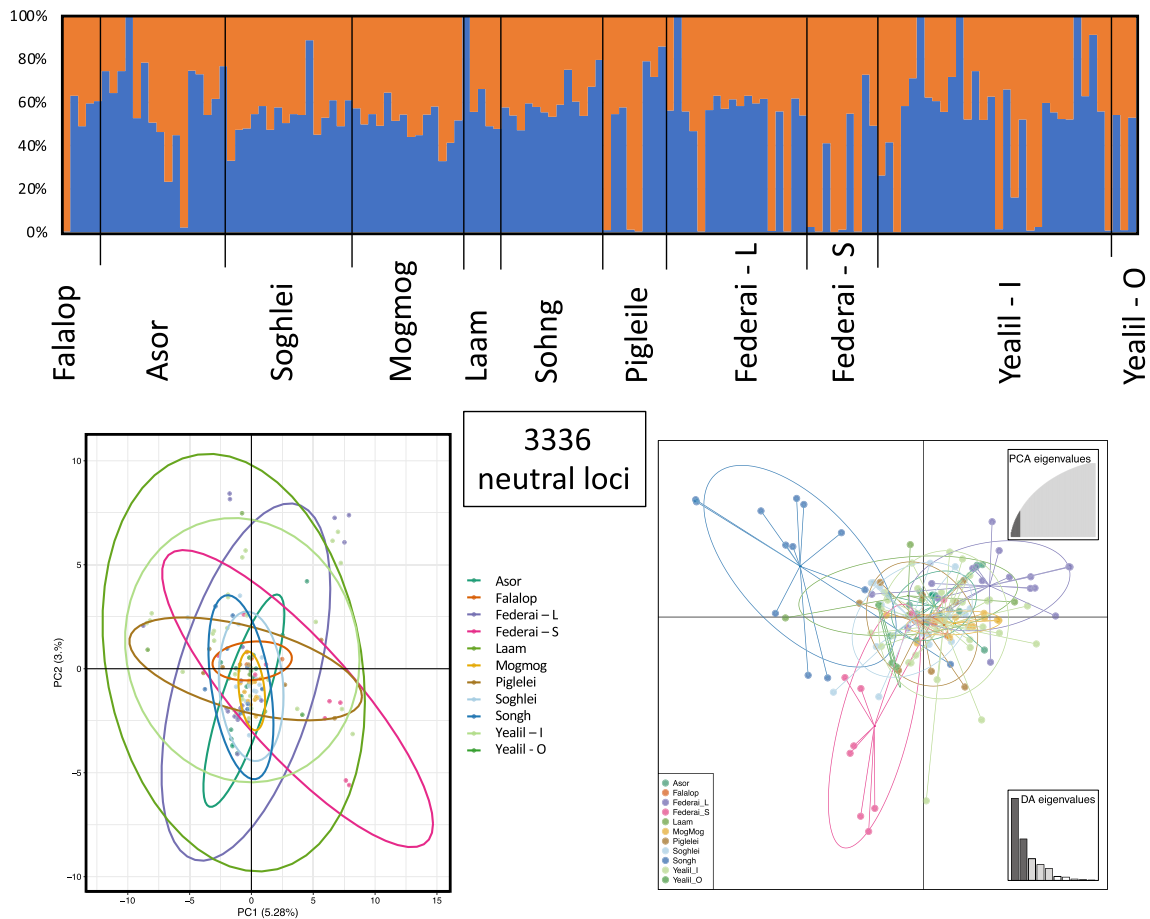 100%
80%
60%
40%
20%
0%
Falalop
Asor
Soghlei
Mogmog
Laam
Sohng
Pigleile
Federai - L
Federai - S
Yealil - I
Yealil - O
3336
neutral loci
10
5
0
−5
−10
−10
−5
0
5
10
15
PC2 (3.%)
PC1 (5.28%)
Asor
Falalop
Federai – L
Federai – S
Laam
Mogmog
Piglelei
Soghlei
Songh
Yealil – I
Yealil - O
PCA eigenvalues
Asor
Falalop
Federai_L
Federai_S
Laam
MogMog
Piglelei
Soghlei
Songh
Yealil_I
Yealil_O
DA eigenvalues